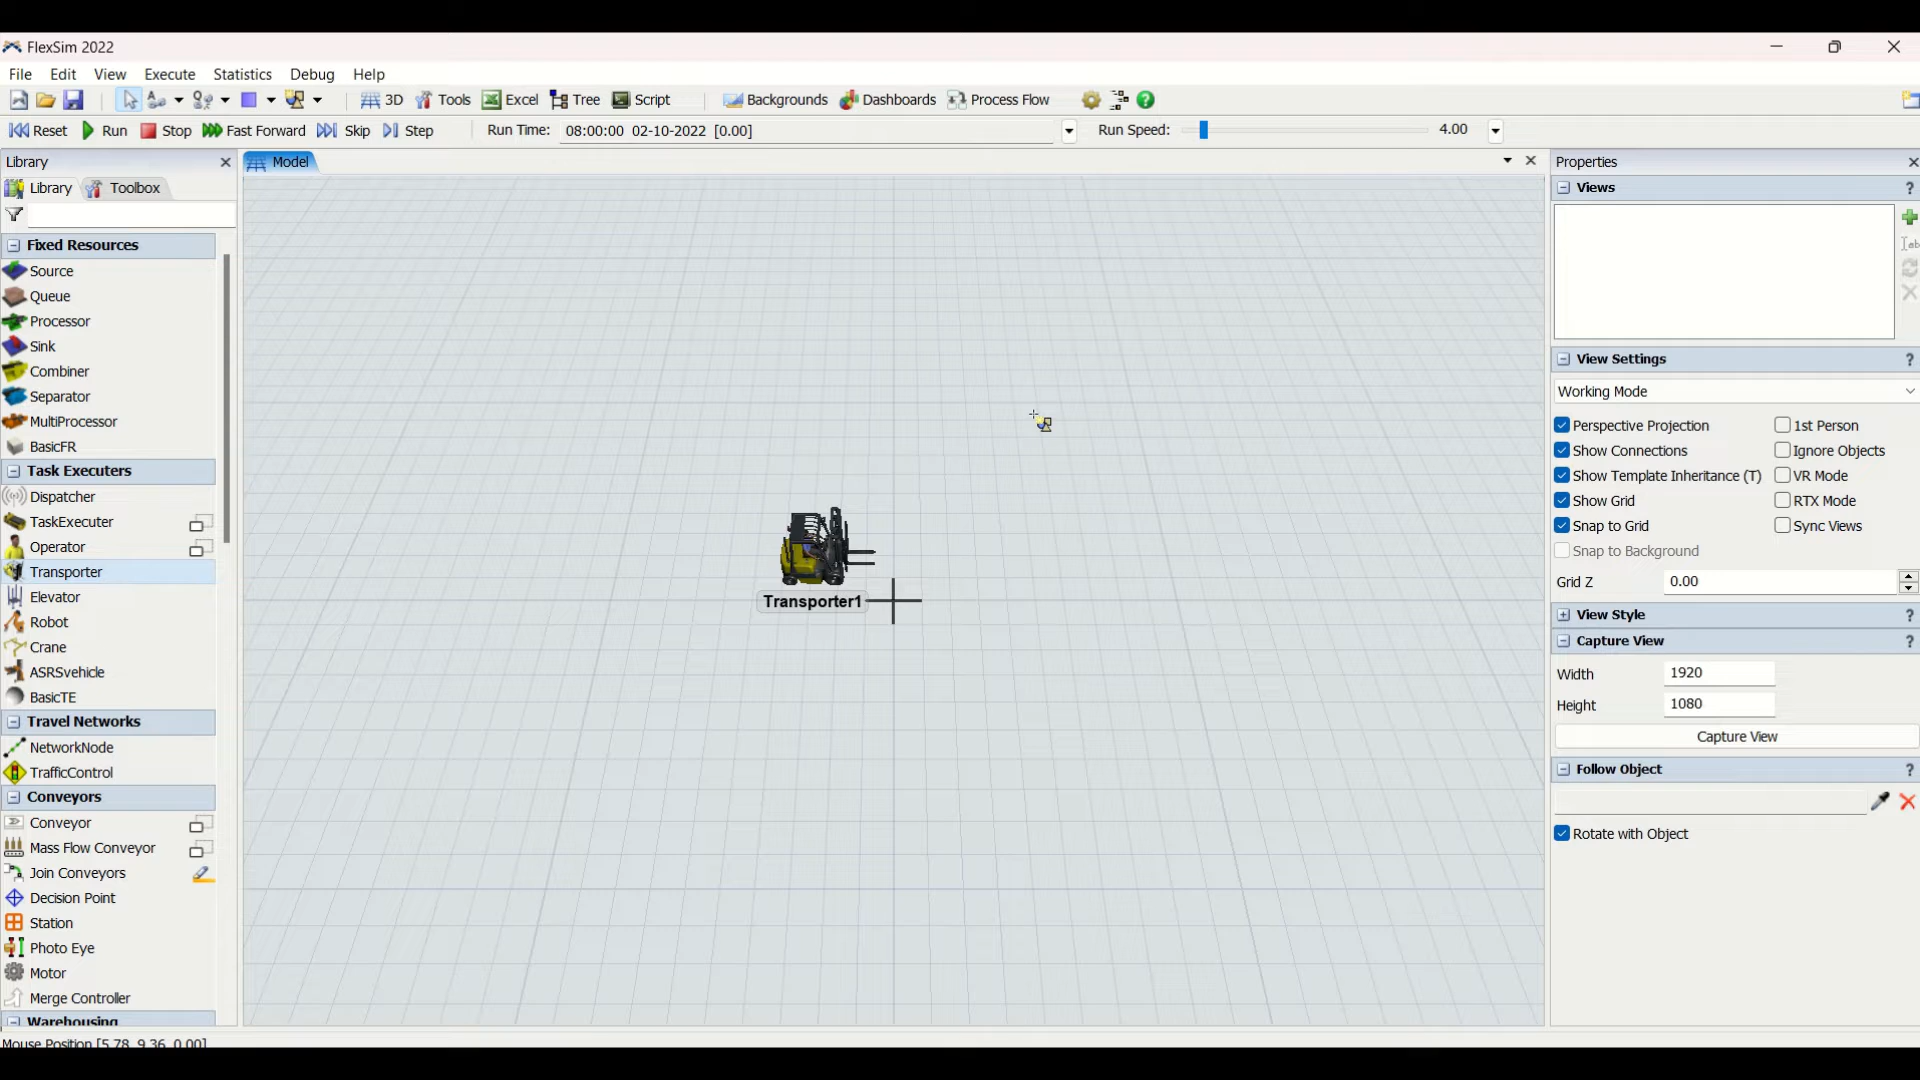 FlexSim 2022
File Edit View Execute Statistics Debug Help
3D Tools Excel Tree Script Backgrounds Dashboards Process Flow
Reset Run Stop Fast Forward Skip Step Run Time: 08:00:00 02-10-2022 [0.00] Run Speed: 4.00
Library
Library Toolbox
Fixed Resources
Source
Queue
Processor
Sink
Combiner
Separator
MultiProcessor
BasicFR
Task Executers
Dispatcher
TaskExecuter
Operator
Transporter
Elevator
Robot
Crane
ASRSvehicle
BasicTE
Travel Networks
NetworkNode
TrafficControl
Conveyors
Conveyor
Mass Flow Conveyor
Join Conveyors
Decision Point
Station
Photo Eye
Motor
Merge Controller
Warehousing
Mouse Position [5.78, 9.36, 0.00]
Model
Transporter1
Properties
Views
View Settings
Working Mode
Perspective Projection 1st Person
Show Connections Ignore Objects
Show Template Inheritance (T) VR Mode
Show Grid RTX Mode
Snap to Grid Sync Views
Snap to Background
Grid Z 0.00
View Style
Capture View
Width 1920
Height 1080
Capture View
Follow Object
Rotate with Object